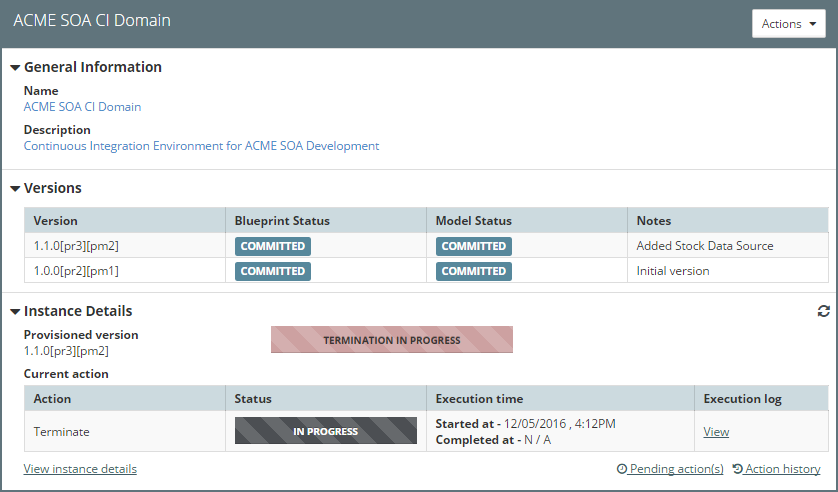 ACME SOA CI Domain
Actions
General Information
Name
ACME SOA CI Domain
Description
Continuous Integration Environment for ACME SOA Development
Versions
Version Blueprint Status Model Status Notes
1.1.0[pr3][pm2] COMMITTED COMMITTED Added Stock Data Source
1.0.0[pr2][pm1] COMMITTED COMMITTED Initial version
Instance Details
Provisioned version
TERMINATION IN PROGRESS
1.1.0[pr3][pm2]
Current action
Action Status Execution time Execution log
Terminate IN PROGRESS Started at - 12/05/2016 , 4:12PM View
Completed at - N / A
View instance details Pending action(s) Action history